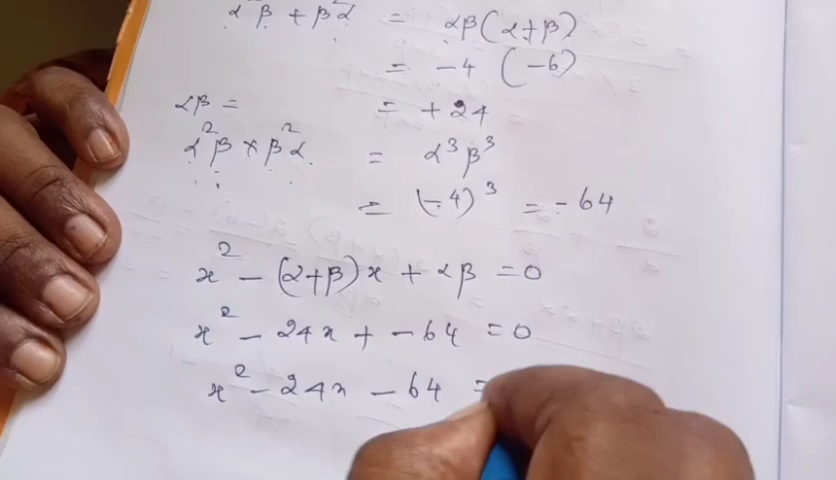 α²β + β²α = αβ(α+β)
= -4 (-6)
αβ = = +24
α²β × β²α. = α³β³
= (-4)³ = -64
x² - (α+β)x + αβ = 0
x² - 24x + -64 = 0
x² - 24x - 64 =